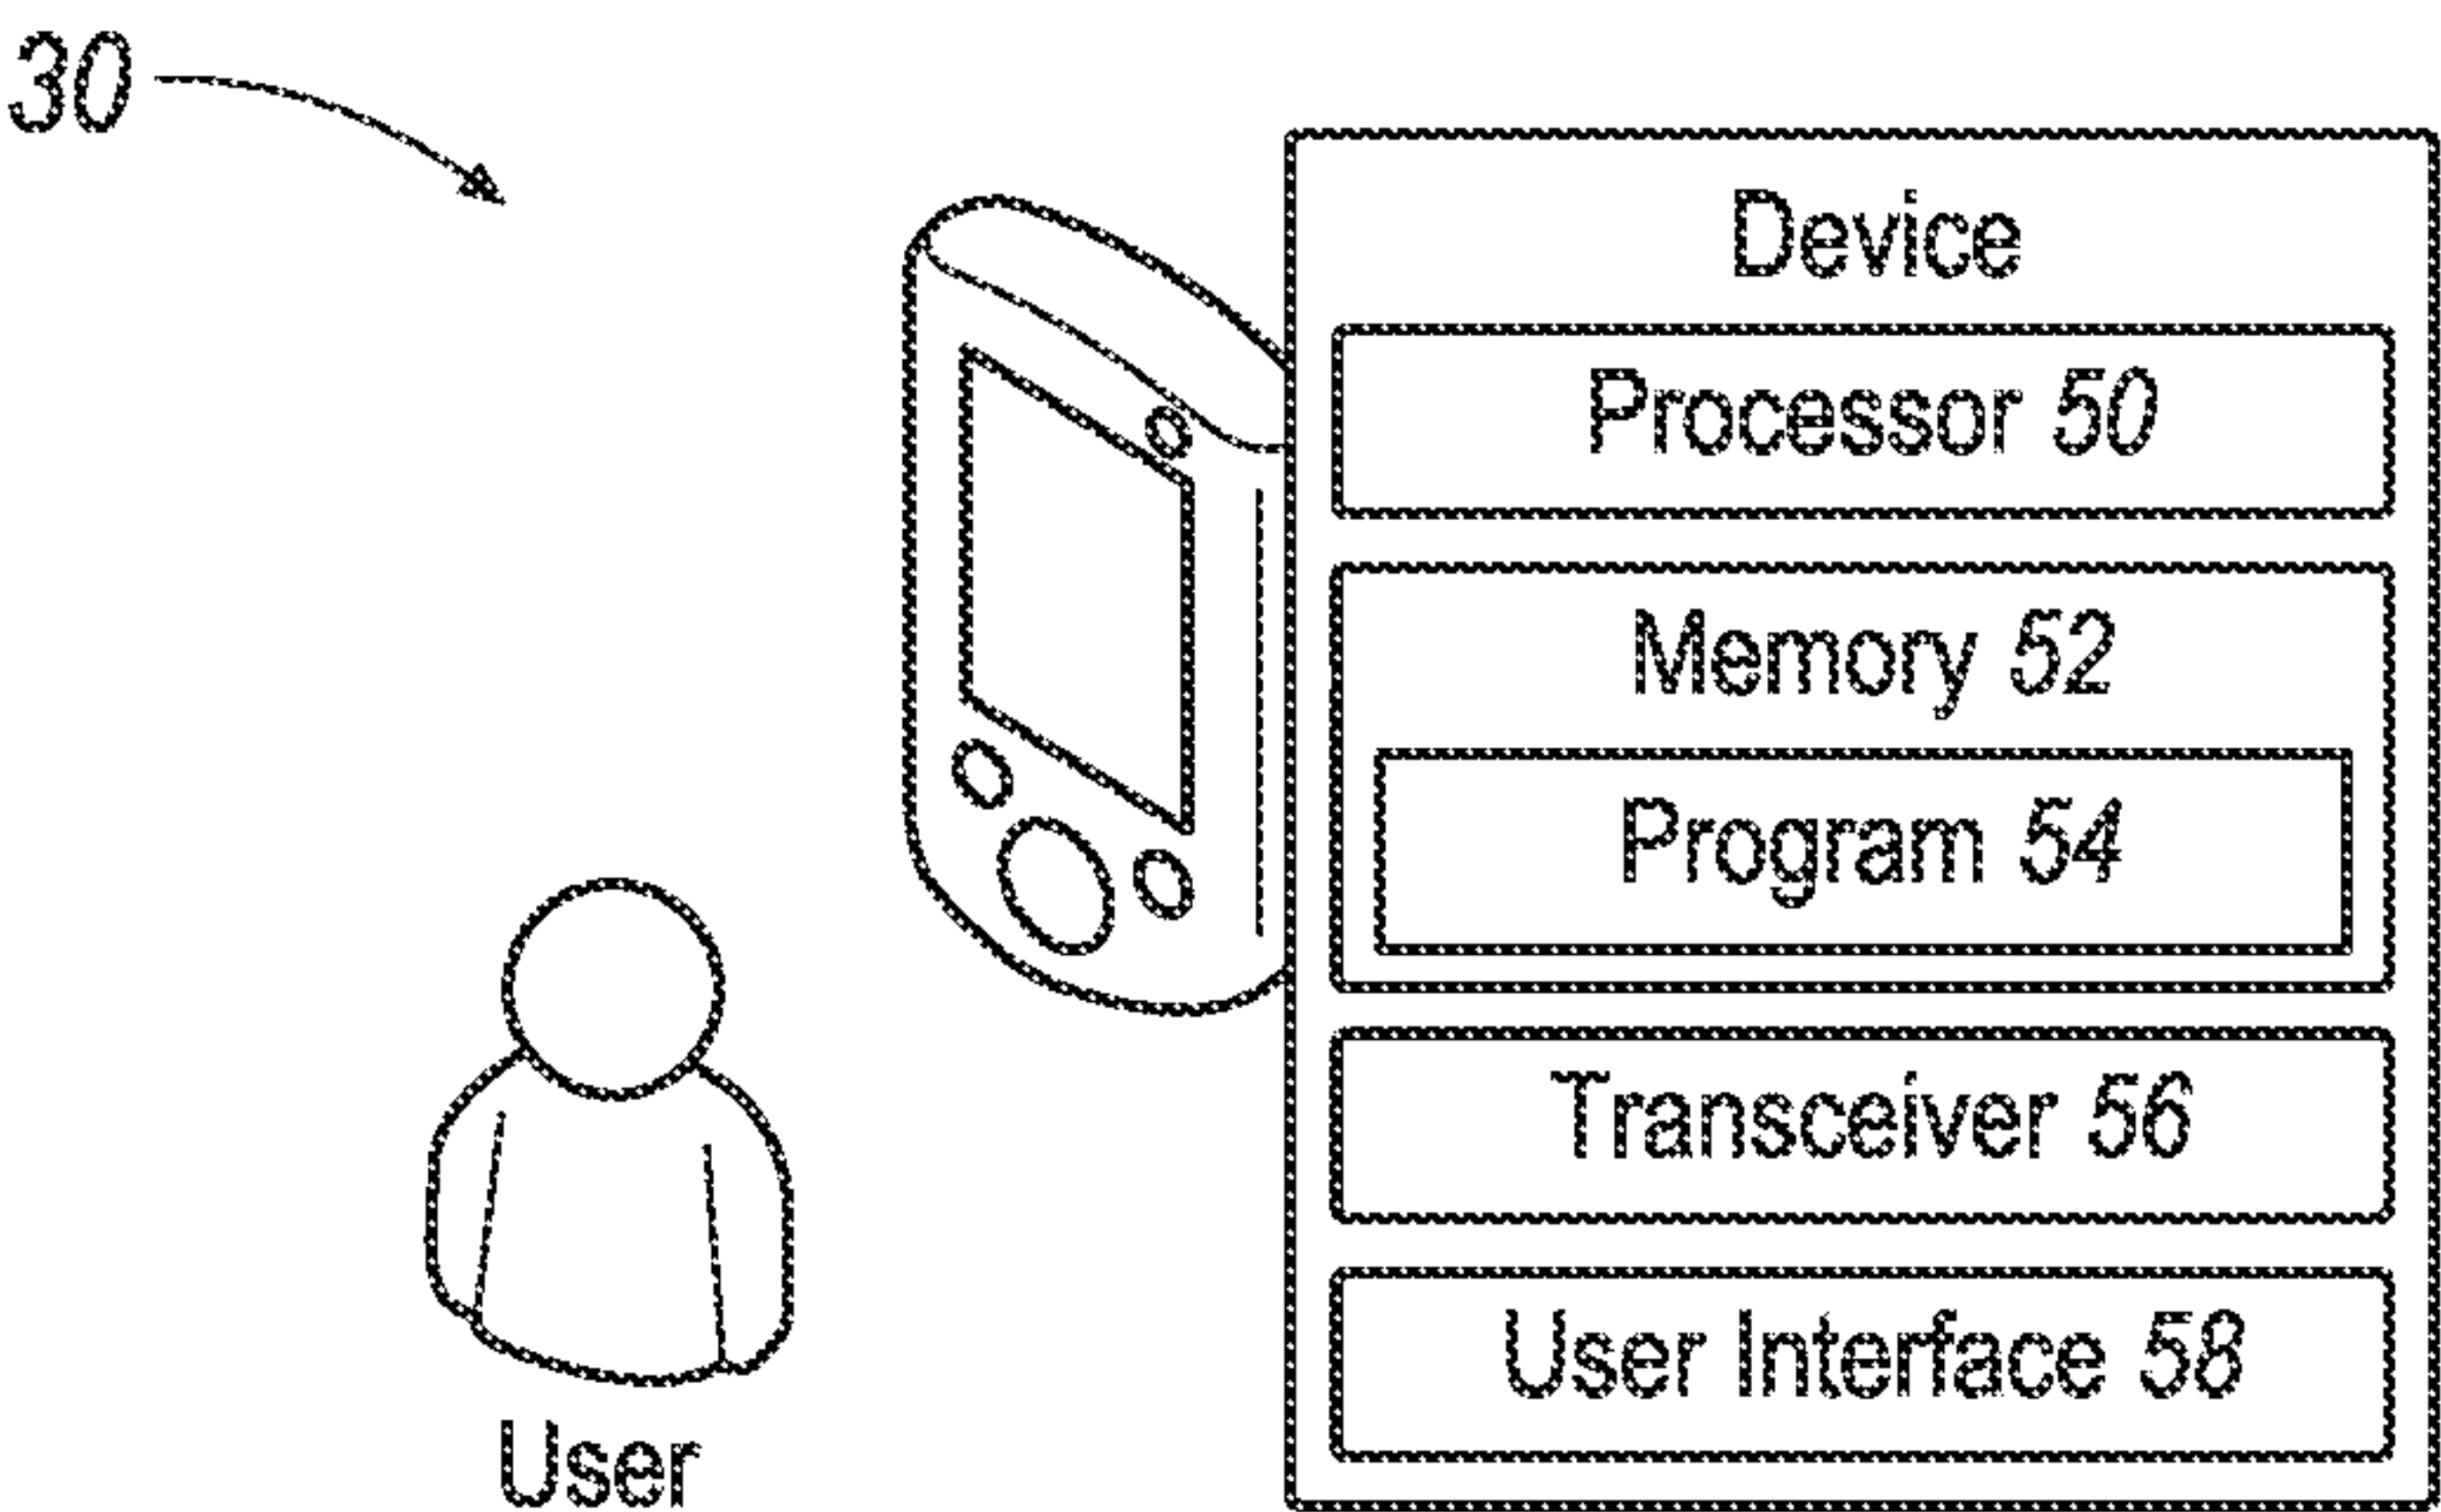 30
Device
Processor 50
Memory 52
Program 54
Transceiver 56
User Interface 58
User